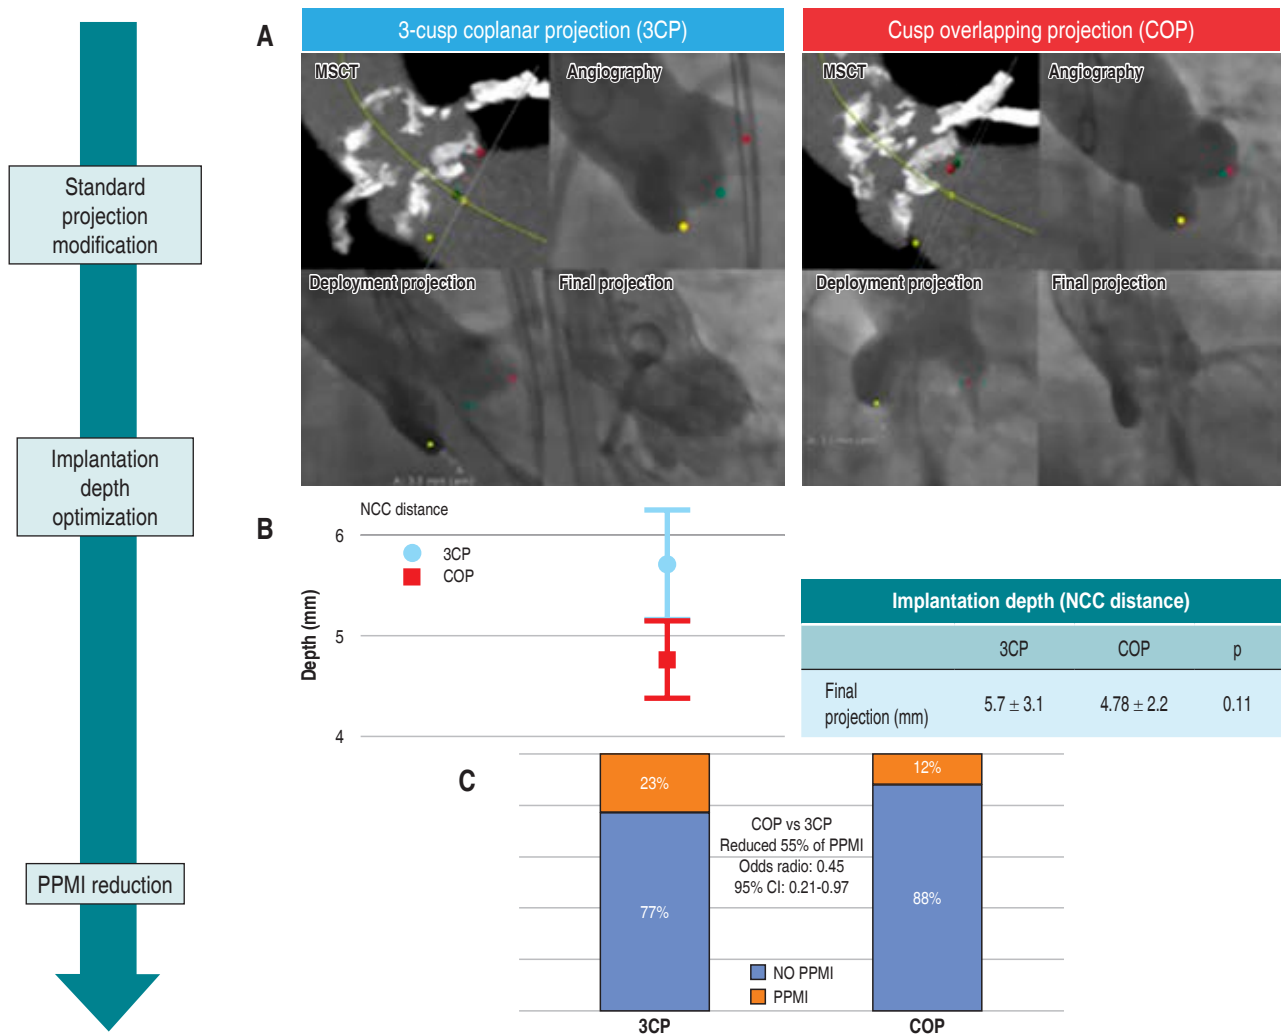 Standard
projection
modification
Implantation
depth
optimization
PPMI reduction
A
3-cusp coplanar projection (3CP)
MSCT
Angiography
Deployment projection
Final projection
Cusp overlapping projection (COP)
MSCT
Angiography
Deployment projection
Final projection
B
NCC distance
3CP
COP
Depth (mm)
6
5
4
Implantation depth (NCC distance)
3CP COP p
Final
projection (mm) 5.7 ± 3.1 4.78 ± 2.2 0.11
C
23%
77%
12%
88%
COP vs 3CP
Reduced 55% of PPMI
Odds radio: 0.45
95% CI: 0.21-0.97
NO PPMI
PPMI
3CP
COP